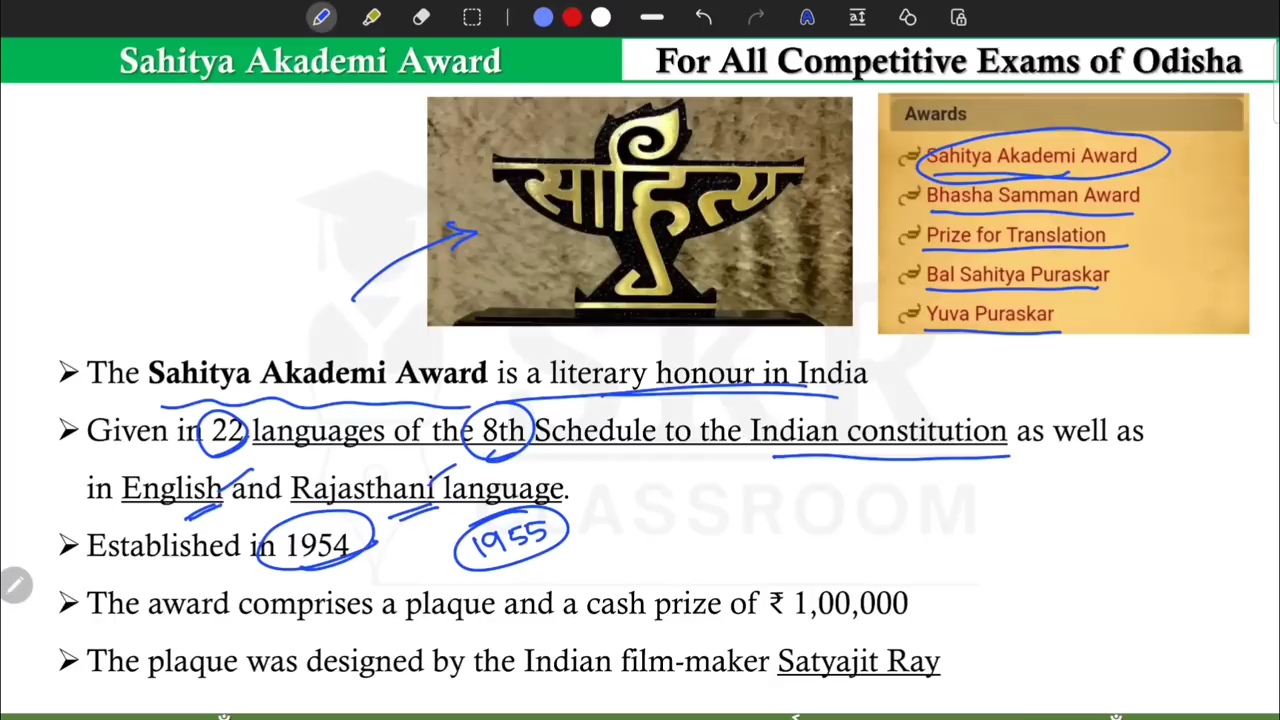 Sahitya Akademi Award
For All Competitive Exams of Odisha
साहित्य
Awards
Sahitya Akademi Award
Bhasha Samman Award
Prize for Translation
Bal Sahitya Puraskar
Yuva Puraskar
SKR
CLASSROOM
➢ The Sahitya Akademi Award is a literary honour in India
➢ Given in 22 languages of the 8th Schedule to the Indian constitution as well as
in English and Rajasthani language.
➢ Established in 1954 1955
➢ The award comprises a plaque and a cash prize of ₹ 1,00,000
➢ The plaque was designed by the Indian film-maker Satyajit Ray